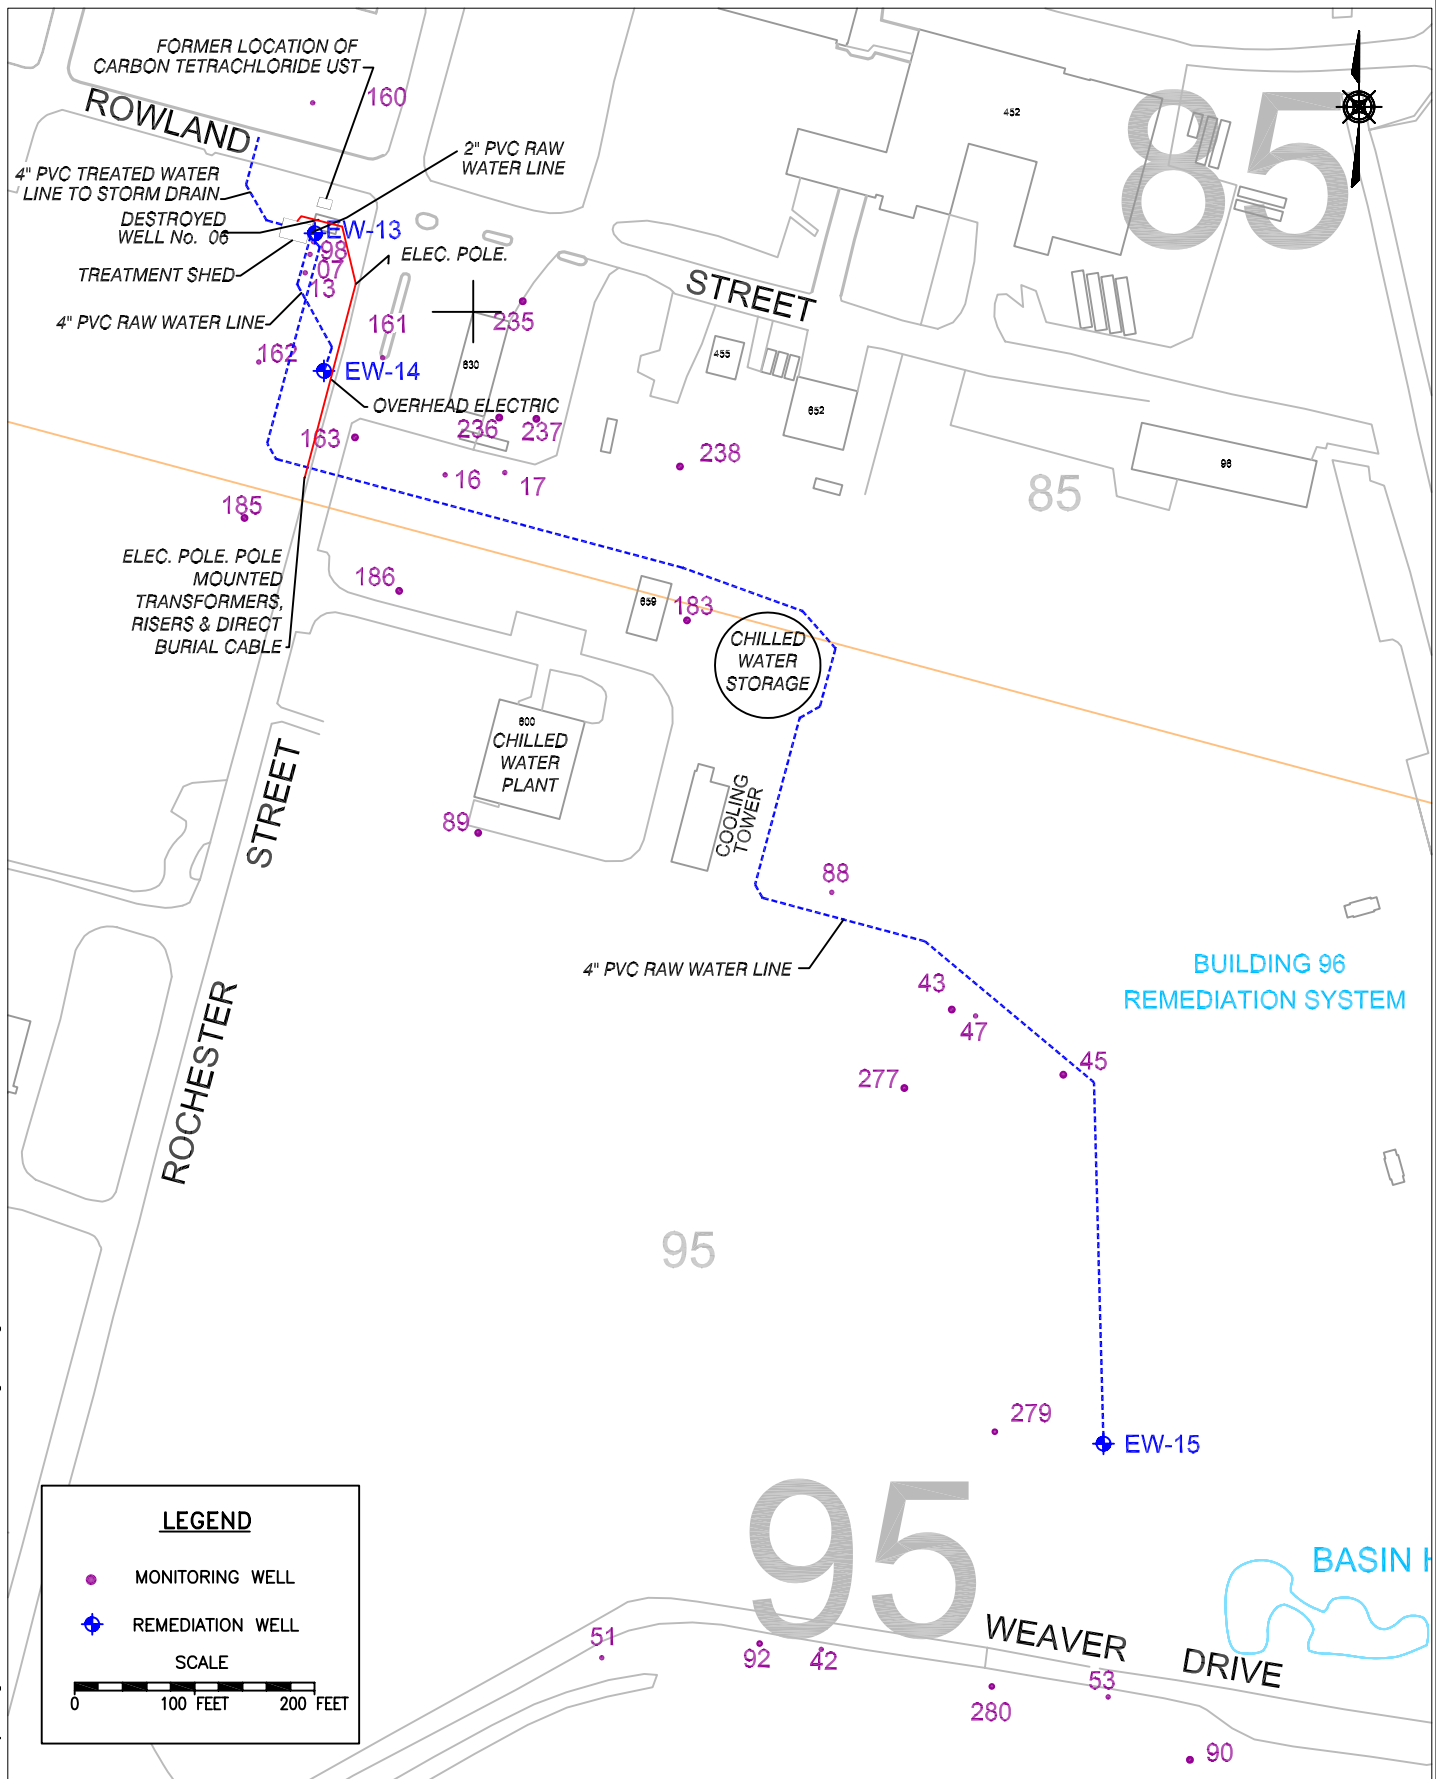 FORMER LOCATION OF
CARBON TETRACHLORIDE UST
160
ROWLAND
2" PVC RAW
WATER LINE
4" PVC TREATED WATER
LINE TO STORM DRAIN
DESTROYED
WELL No. 06
EW-13
98
07
13
TREATMENT SHED
ELEC. POLE.
4" PVC RAW WATER LINE
161
162
EW-14
OVERHEAD ELECTRIC
163
235
630
236
237
16
17
238
STREET
455
652
452
85
96
85
185
ELEC. POLE. POLE
MOUNTED
TRANSFORMERS,
RISERS & DIRECT
BURIAL CABLE
186
659
183
CHILLED
WATER
STORAGE
600
CHILLED
WATER
PLANT
COOLING
TOWER
89
88
STREET
ROCHESTER
4" PVC RAW WATER LINE
BUILDING 96
REMEDIATION SYSTEM
43
47
45
277
95
279
EW-15
95
BASIN H
WEAVER
DRIVE
51
92
42
53
280
90
LEGEND
MONITORING WELL
REMEDIATION WELL
SCALE
0 100 FEET 200 FEET